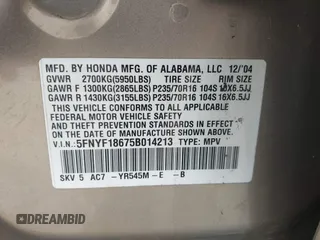 MFD. BY HONDA MFG. OF ALABAMA, LLC 12/'04
GVWR 2700KG(5950LBS) TIRE SIZE RIM SIZE
GAWR F 1300KG(2865LBS) P235/70R16 104S 16X6.5JJ
GAWR R 1430KG(3155LBS) P235/70R16 104S 16X6.5JJ
THIS VEHICLE CONFORMS TO ALL APPLICABLE
FEDERAL MOTOR VEHICLE SAFETY STANDARDS IN
EFFECT ON THE DATE OF MANUFACTURE SHOWN ABOVE.
V.I.N.: 5FNYF18675B014213 TYPE: MPV
SKV 5 AC7 -YR545M-E -B
DREAMBID
dreambid.com